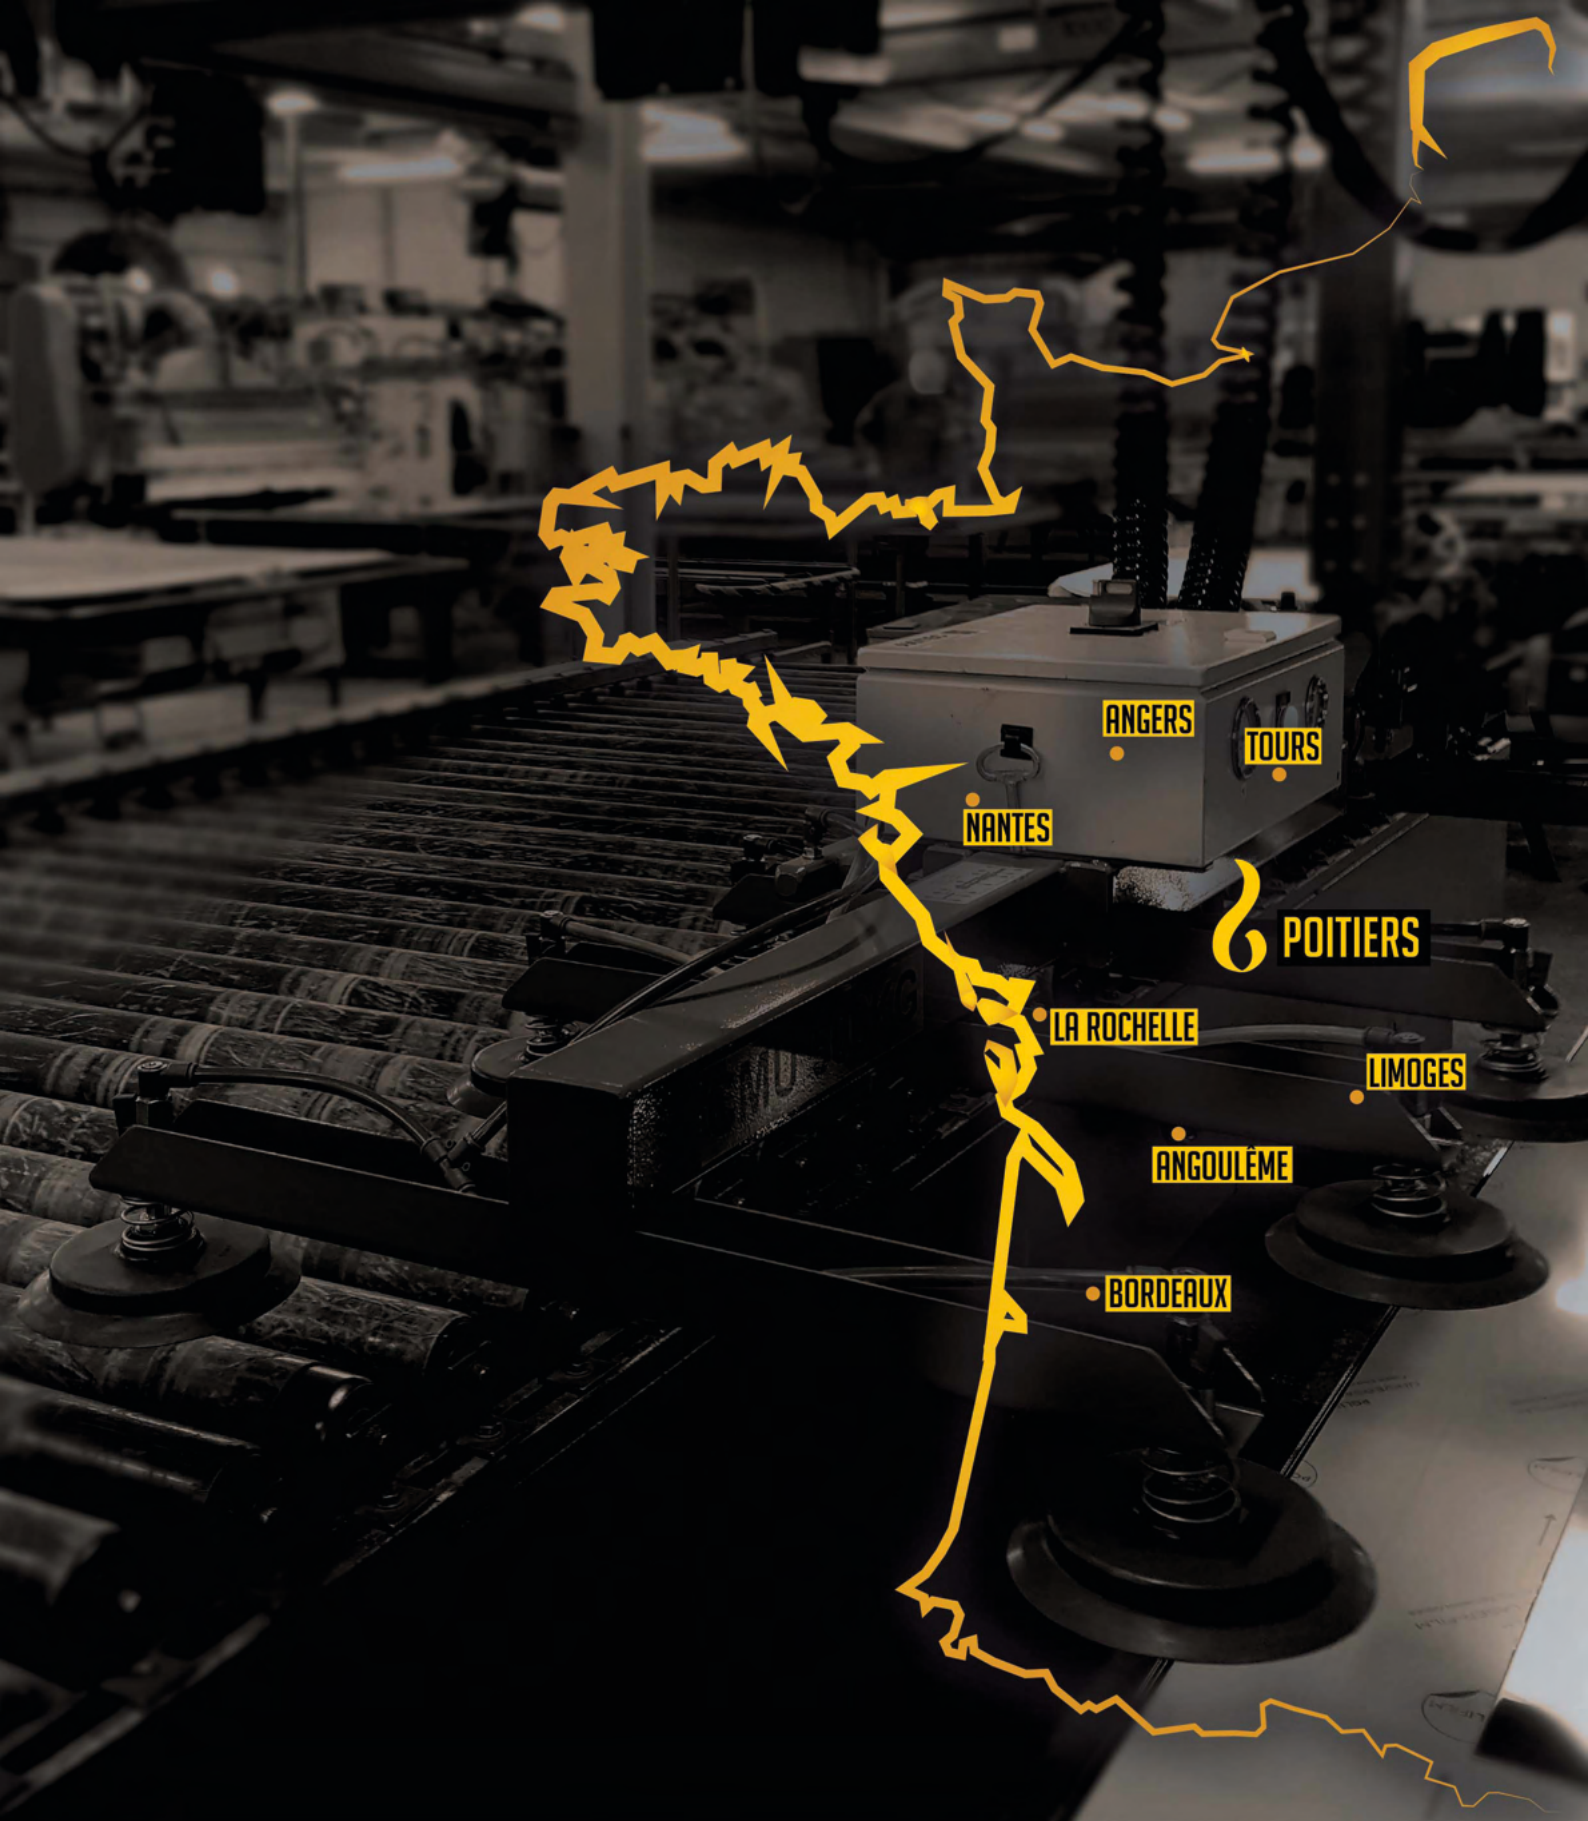 ANGERS
TOURS
NANTES
POITIERS
LA ROCHELLE
LIMOGES
ANGOULÊME
BORDEAUX